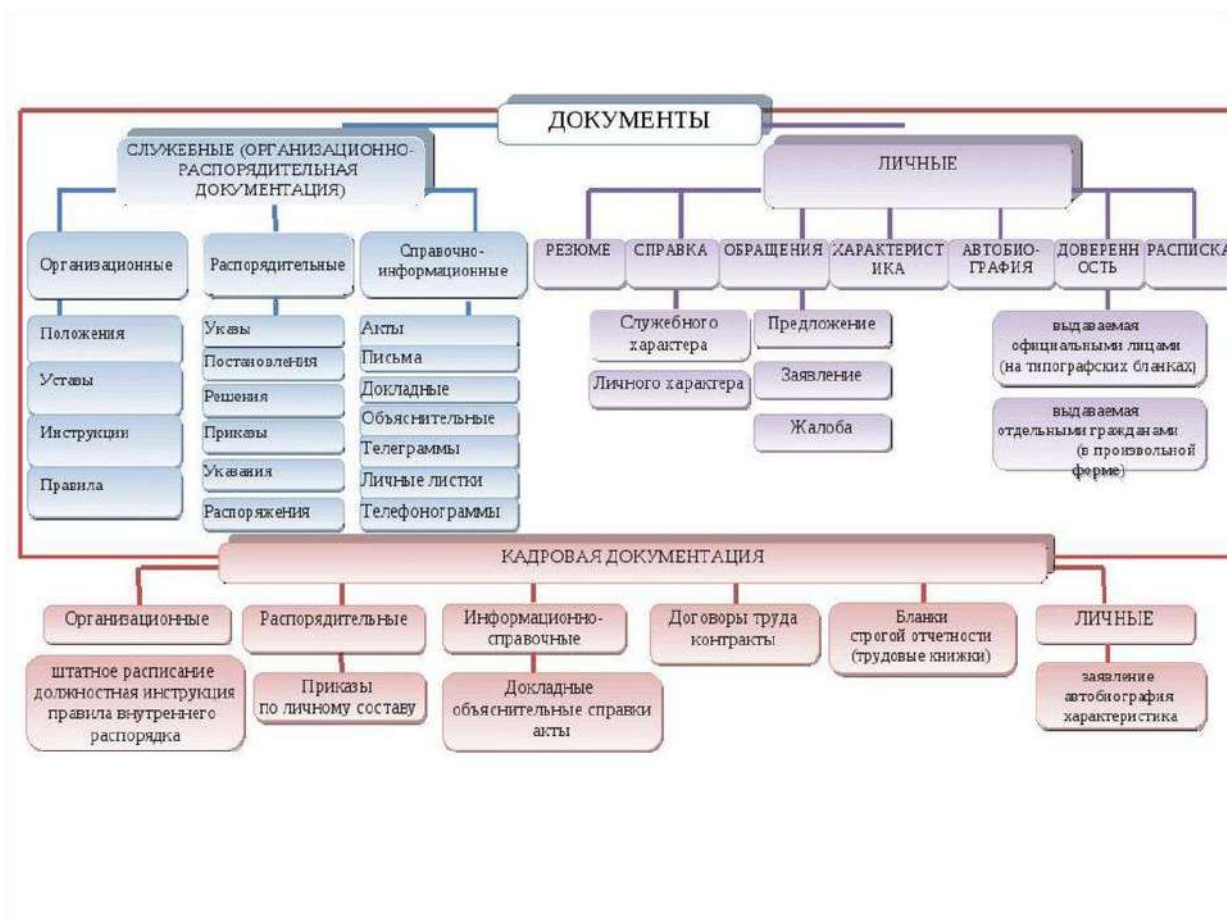 ДОКУМЕНТЫ
СЛУЖЕБНЫЕ (ОРГАНИЗАЦИОННО-
РАСПОРЯДИТЕЛЬНАЯ
ДОКУМЕНТАЦИЯ)
ЛИЧНЫЕ
Организационные
Распорядительные
Справочно-
информационные
Положения
Уставы
Инструкции
Правила
Указы
Постановления
Решения
Приказы
Указания
Распоряжения
Акты
Письма
Докладные
Объяснительные
Телеграммы
Личные листки
Телефонограммы
РЕЗЮМЕ
СПРАВКА
ОБРАЩЕНИЯ
ХАРАКТЕРИСТ
ИКА
АВТОБИО-
ГРАФИЯ
ДОВЕРЕНН
ОСТЬ
РАСПИСКА
Служебного
характера
Личного характера
Предложение
Заявление
Жалоба
выдаваемая
официальными лицами
(на типографских бланках)
выдаваемая
отдельными гражданами
(в произвольной
форме)
КАДРОВАЯ ДОКУМЕНТАЦИЯ
Организационные
Распорядительные
Информационно-
справочные
Договоры труда
контракты
Бланки
строгой отчетности
(трудовые книжки)
ЛИЧНЫЕ
штатное расписание
должностная инструкция
правила внутреннего
распорядка
Приказы
по личному составу
Докладные
объяснительные справки
акты
заявление
автобиография
характеристика